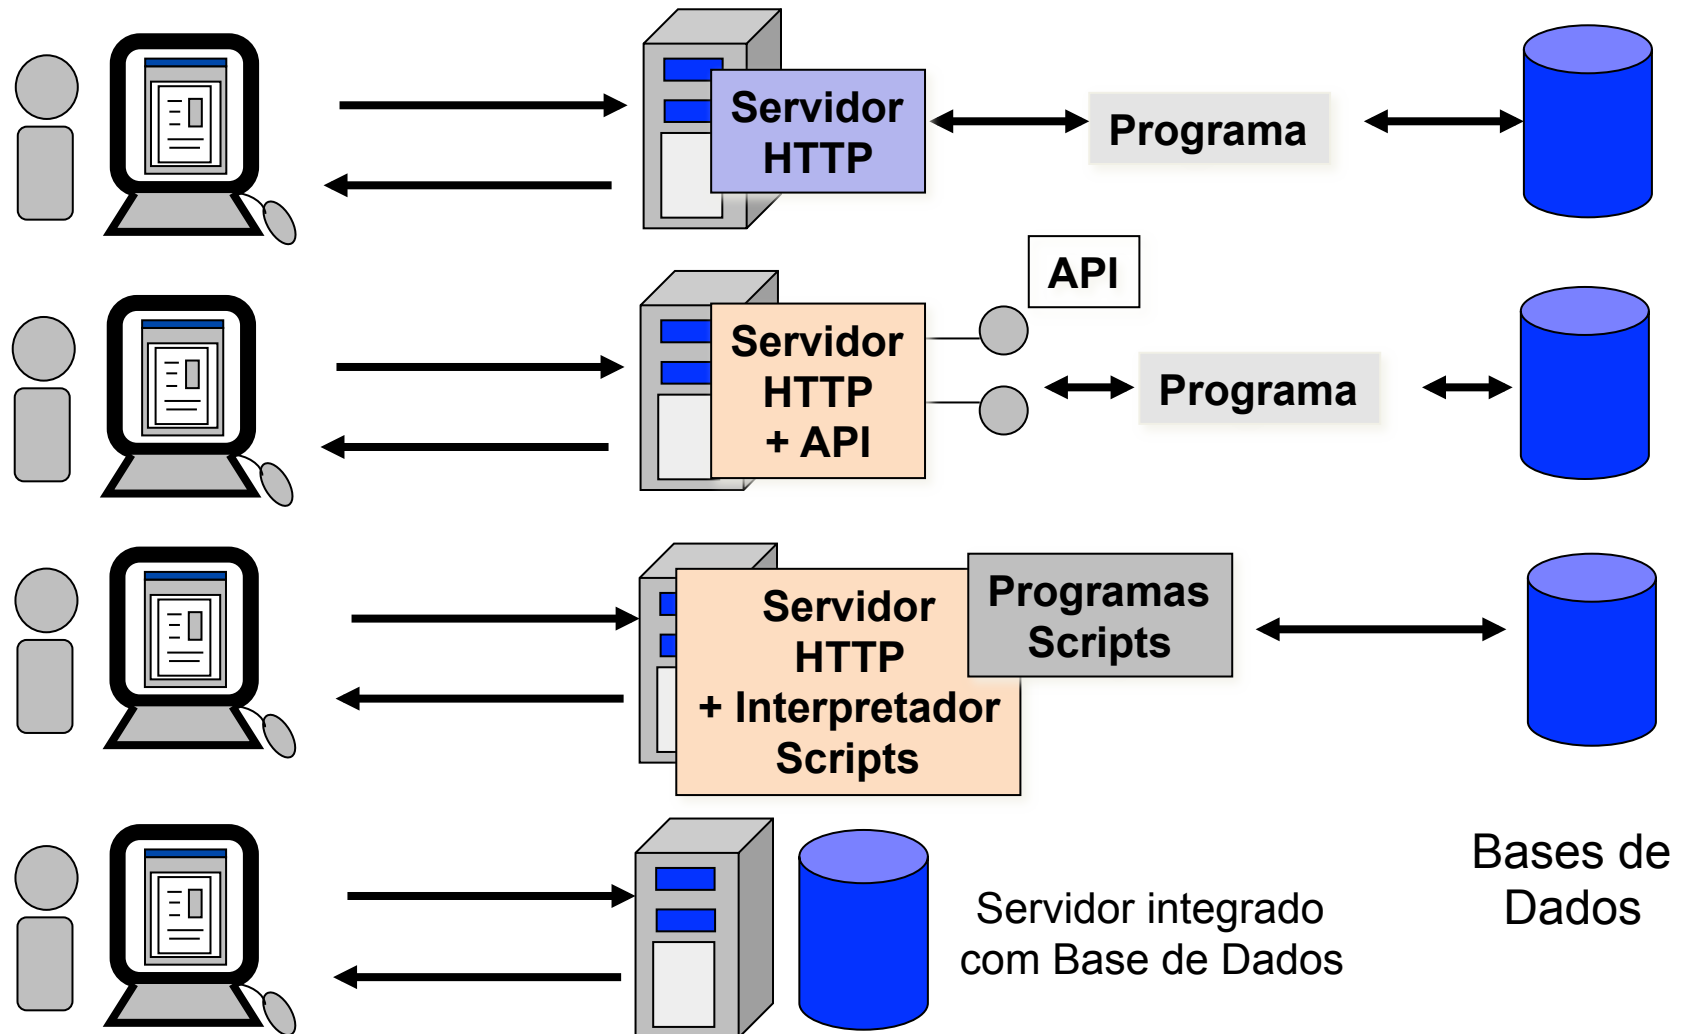 Servidor
HTTP
Programa
API
Servidor
HTTP
+ API
Programa
Servidor
HTTP
+ Interpretador
Scripts
Programas
Scripts
Servidor integrado
com Base de Dados
Bases de
Dados